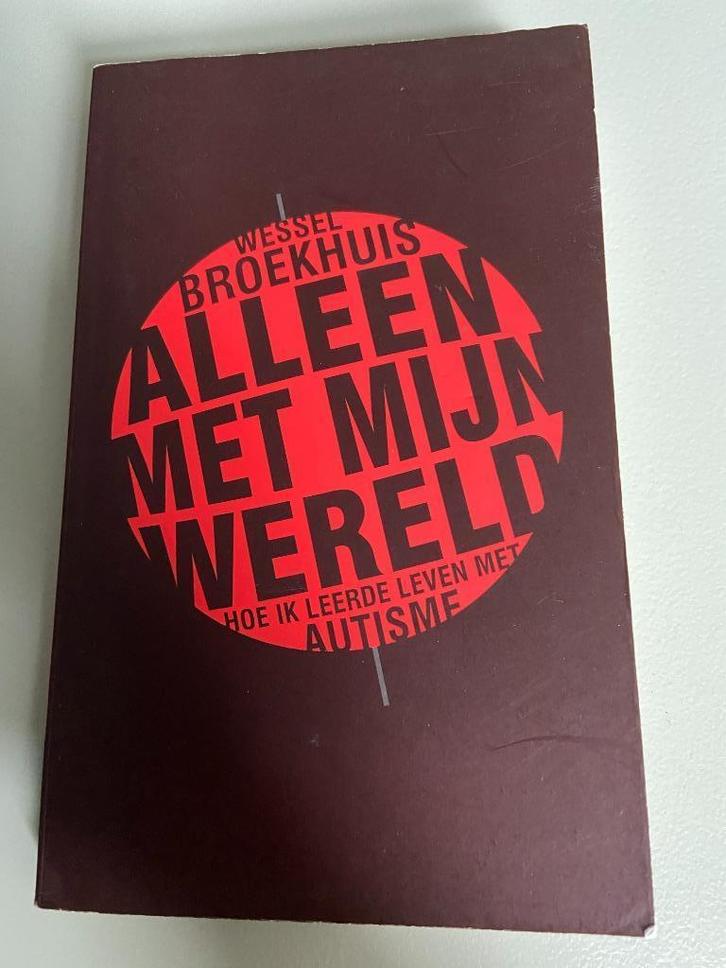 WESSEL
BROEKHUIS
ALLEEN
MET MIJN
WERELD
HOE IK LEERDE LEVEN MET
AUTISME